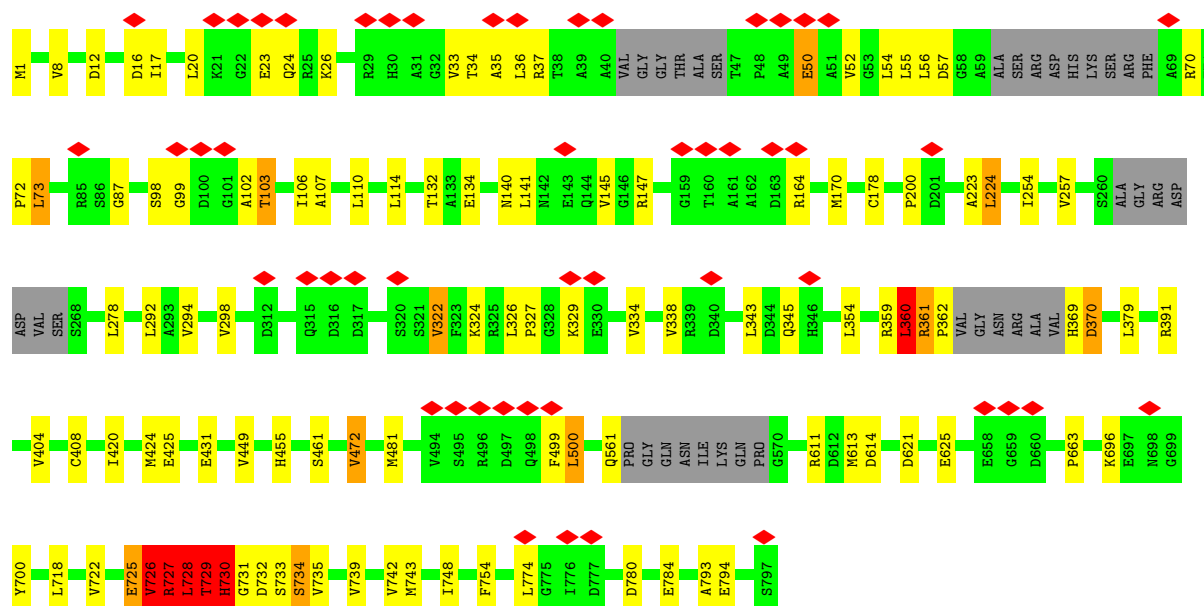 M1 V8 D12 D16 I17 L20 K21 G22 E23 Q24 R25 K26 R29 H30 A31 G32 V33 T34 A35 L36 R37 T38 A39 A40 VAL GLY GLY THR ALA SER T47 P48 A49 E50 A51 V52 G53 L54 L55 L56 D57 G58 A59 ALA SER ARG ASP HIS LYS SER ARG PHE A69 R70
P72 L73 R85 S86 G87 S98 G99 D100 G101 A102 T103 I106 A107 L110 L114 T132 A133 E134 N140 L141 N142 E143 Q144 V145 G146 R147 G159 T160 A161 A162 D163 R164 M170 C178 P200 D201 A223 L224 I254 V257 S260 ALA GLY ARG ASP
ASP VAL SER S268 L278 L292 A293 V294 V298 D312 Q315 D316 D317 S320 S321 V322 F323 K324 R325 L326 P327 G328 K329 E330 V334 V338 R339 D340 L343 D344 Q345 H346 L354 R359 L360 R361 P362 VAL GLY ASN ARG ALA VAL H369 D370 L379 R391
V404 C408 I420 M424 E425 E431 V449 H455 S461 V472 M481 V494 S495 R496 D497 Q498 F499 L500 Q561 PRO GLY GLN ASN ILE LYS GLN PRO G570 R611 D612 M613 D614 D621 E625 E658 G659 D660 P663 K696 E697 N698 G699
Y700 L718 V722 E725 V726 R727 L728 T729 H730 G731 D732 S733 S734 V735 V739 V742 M743 I748 F754 L774 G775 I776 D777 D780 E784 A793 E794 S797